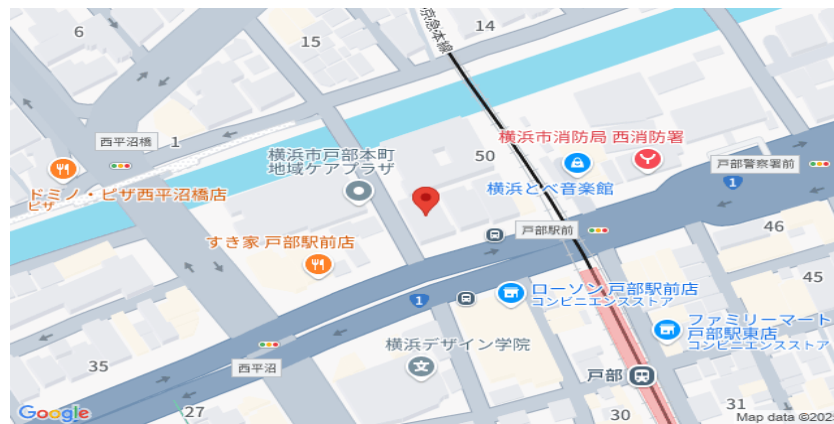 6
15
京急本線
14
西平沼橋
1
横浜市戸部本町
地域ケアプラザ
50
横浜市消防局 西消防署
戸部警察署前
1
ドミノ・ピザ西平沼橋店
ピザ
横浜とべ音楽館
すき家 戸部駅前店
戸部駅前
46
45
1
ローソン 戸部駅前店
コンビニエンスストア
ファミリーマート
戸部駅東店
コンビニエンスストア
横浜デザイン学院
35
西平沼
戸部
27
30
31
Google
Map data ©202